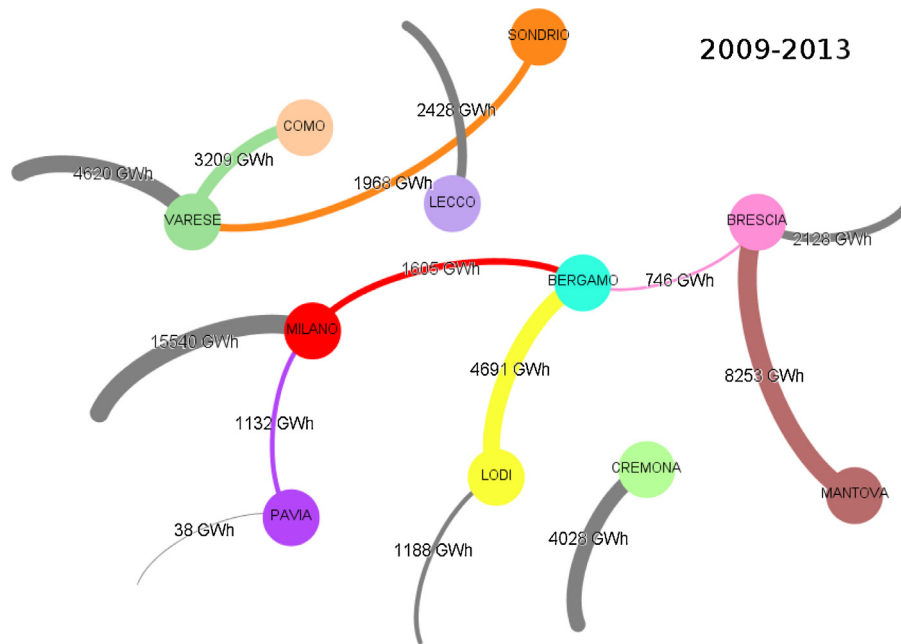 SONDRIO
2009-2013
2428 GWh
COMO
3209 GWh
4620 GWh
1968 GWh
LECCO
VARESE
BRESCIA
2128 GWh
1605 GWh
BERGAMO
746 GWh
MILANO
15540 GWh
4691 GWh
8253 GWh
1132 GWh
CREMONA
LODI
MANTOVA
PAVIA
38 GWh
4028 GWh
1188 GWh